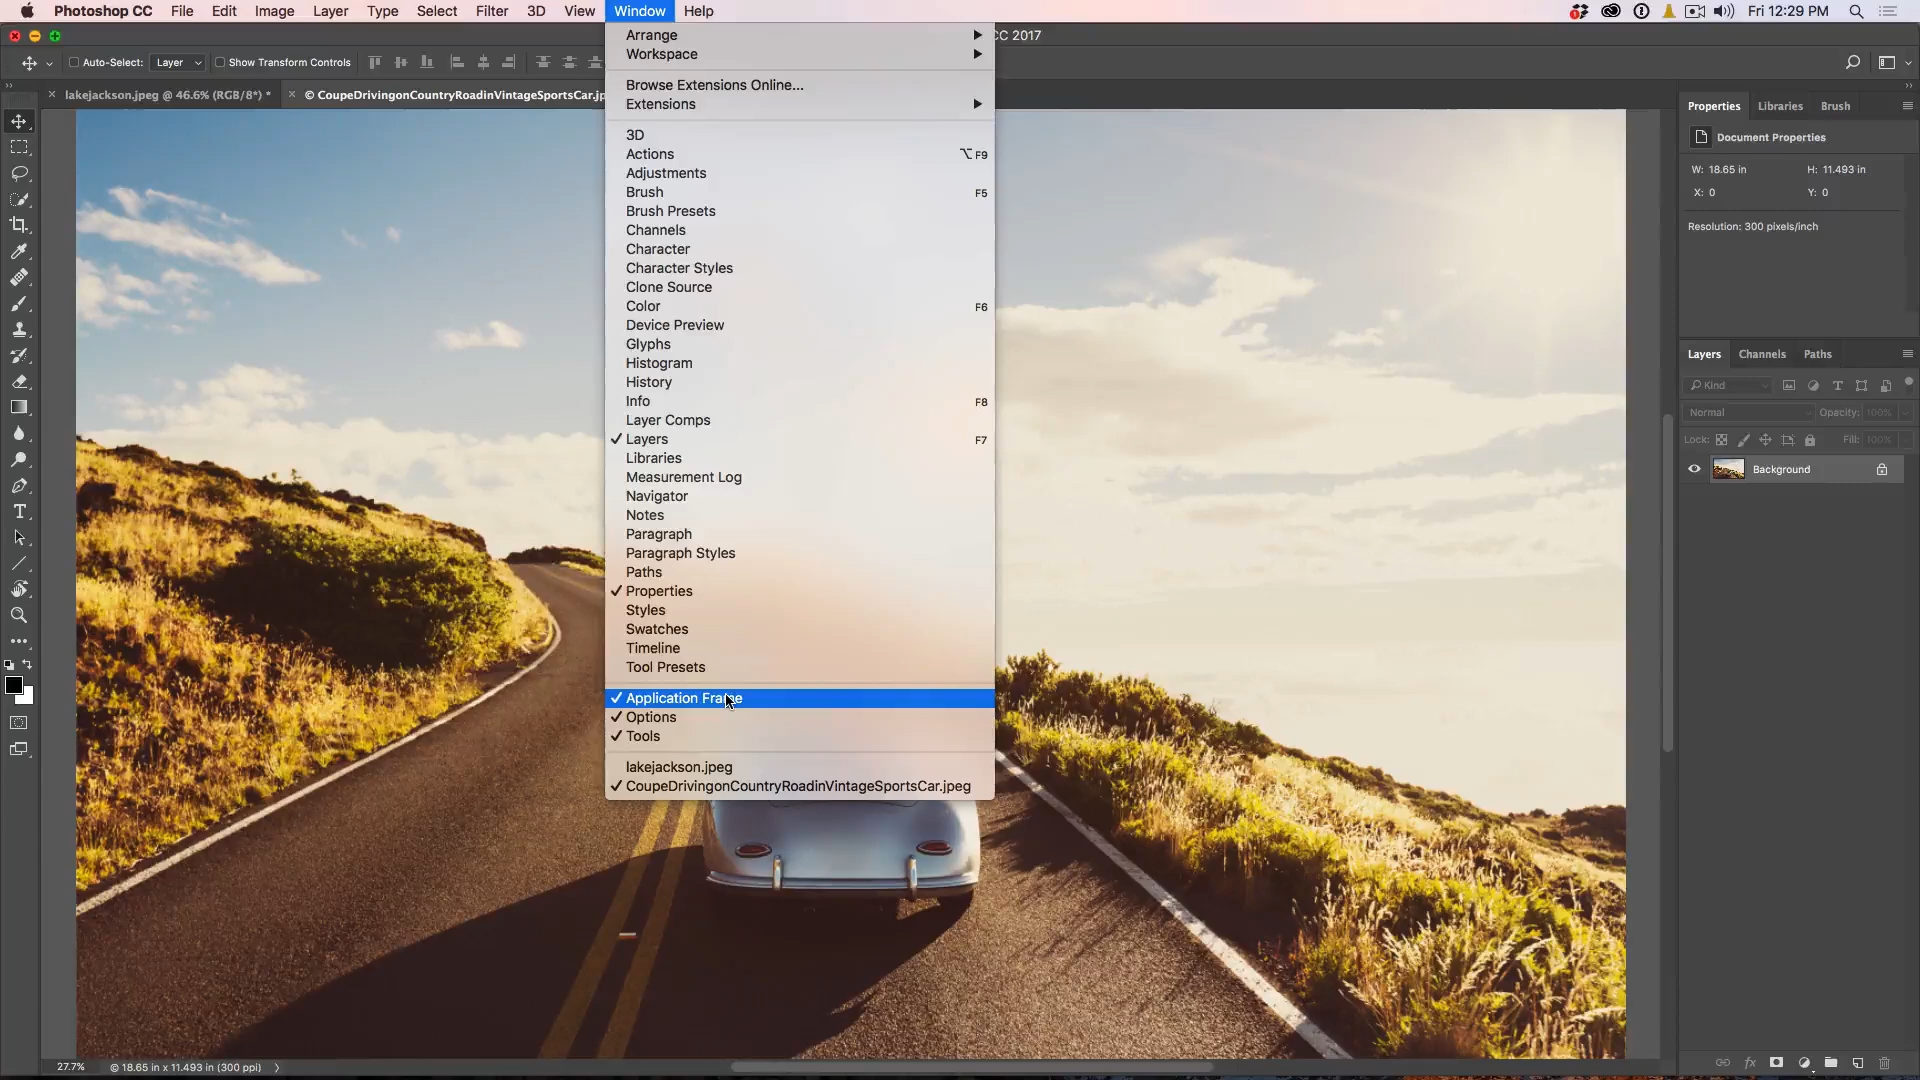 Photoshop CC File Edit Image Layer Type Select Filter 3D View Window Help Fri 12:29 PM
CC 2017
Auto-Select: Layer Show Transform Controls
lakejackson.jpeg @ 46.6% (RGB/8*) *
© CoupeDrivingonCountryRoadinVintageSportsCar.jp
Arrange
Workspace
Browse Extensions Online...
Extensions
3D
Actions ⌥F9
Adjustments
Brush F5
Brush Presets
Channels
Character
Character Styles
Clone Source
Color F6
Device Preview
Glyphs
Histogram
History
Info F8
Layer Comps
✓ Layers F7
Libraries
Measurement Log
Navigator
Notes
Paragraph
Paragraph Styles
Paths
✓ Properties
Styles
Swatches
Timeline
Tool Presets
✓ Application Frame
✓ Options
✓ Tools
lakejackson.jpeg
✓ CoupeDrivingonCountryRoadinVintageSportsCar.jpeg
Properties Libraries Brush
Document Properties
W: 18.65 in H: 11.493 in
X: 0 Y: 0
Resolution: 300 pixels/inch
Layers Channels Paths
Kind
Normal Opacity: 100%
Lock: Fill: 100%
Background
27.7% © 18.65 in x 11.493 in (300 ppi)